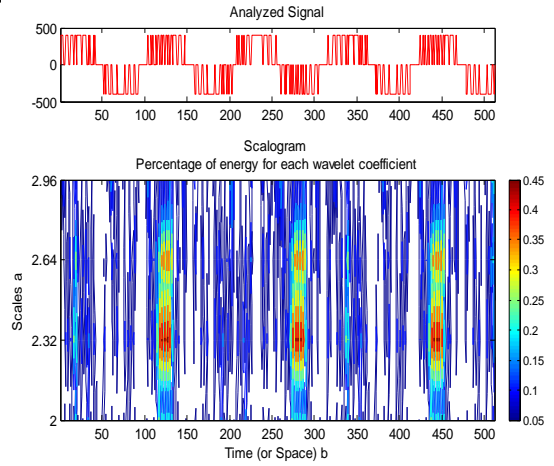 Analyzed Signal
500
0
-500
50 100 150 200 250 300 350 400 450 500
Scalogram
Percentage of energy for each wavelet coefficient
Scales a
2.96
2.64
2.32
2
50 100 150 200 250 300 350 400 450 500
Time (or Space) b
0.45
0.4
0.35
0.3
0.25
0.2
0.15
0.1
0.05